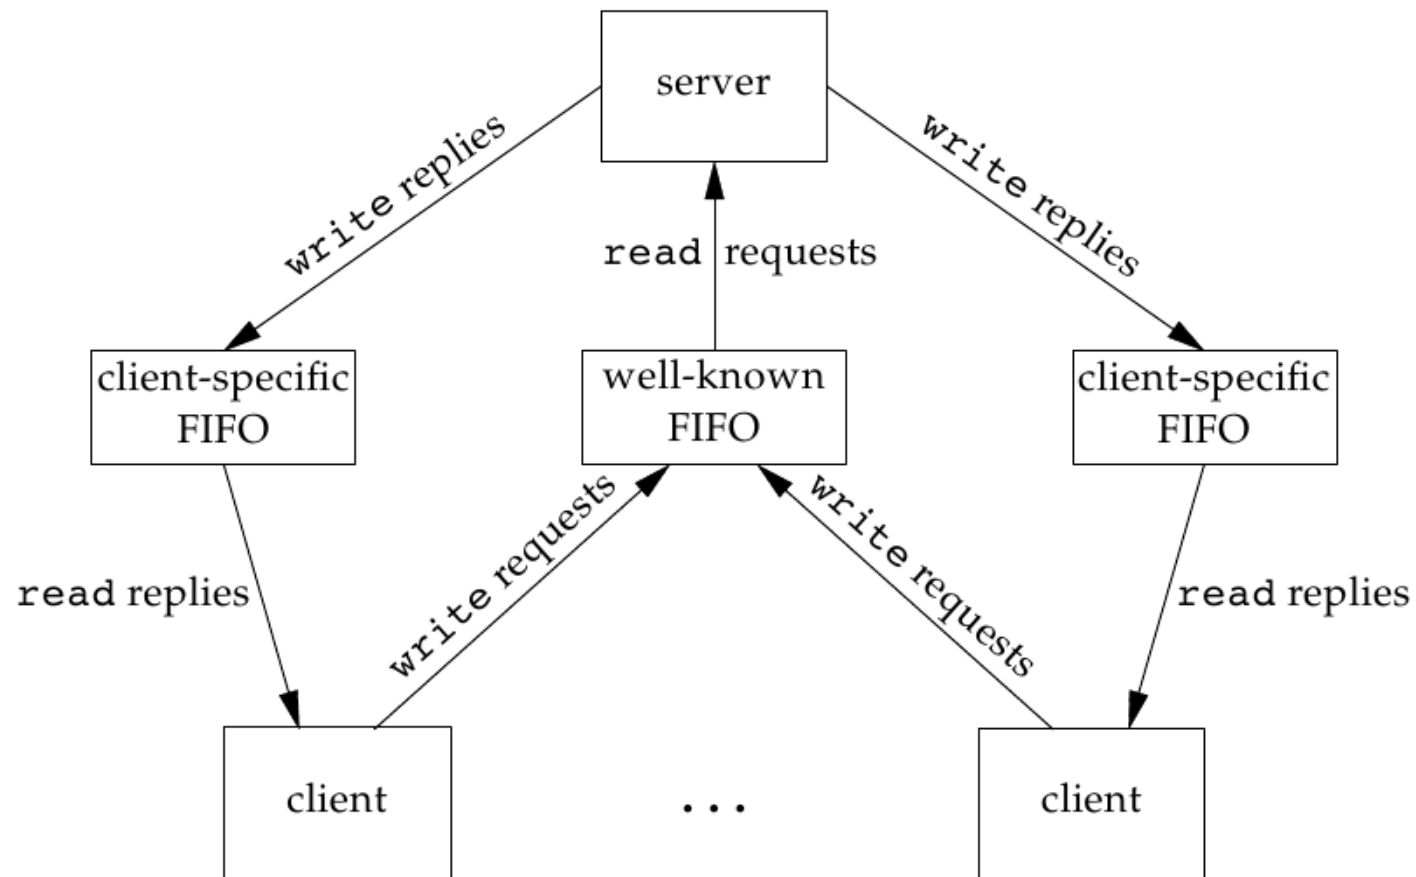 server
write replies
write replies
read requests
client-specific
FIFO
well-known
FIFO
client-specific
FIFO
write requests
write requests
read replies
read replies
client
...
client